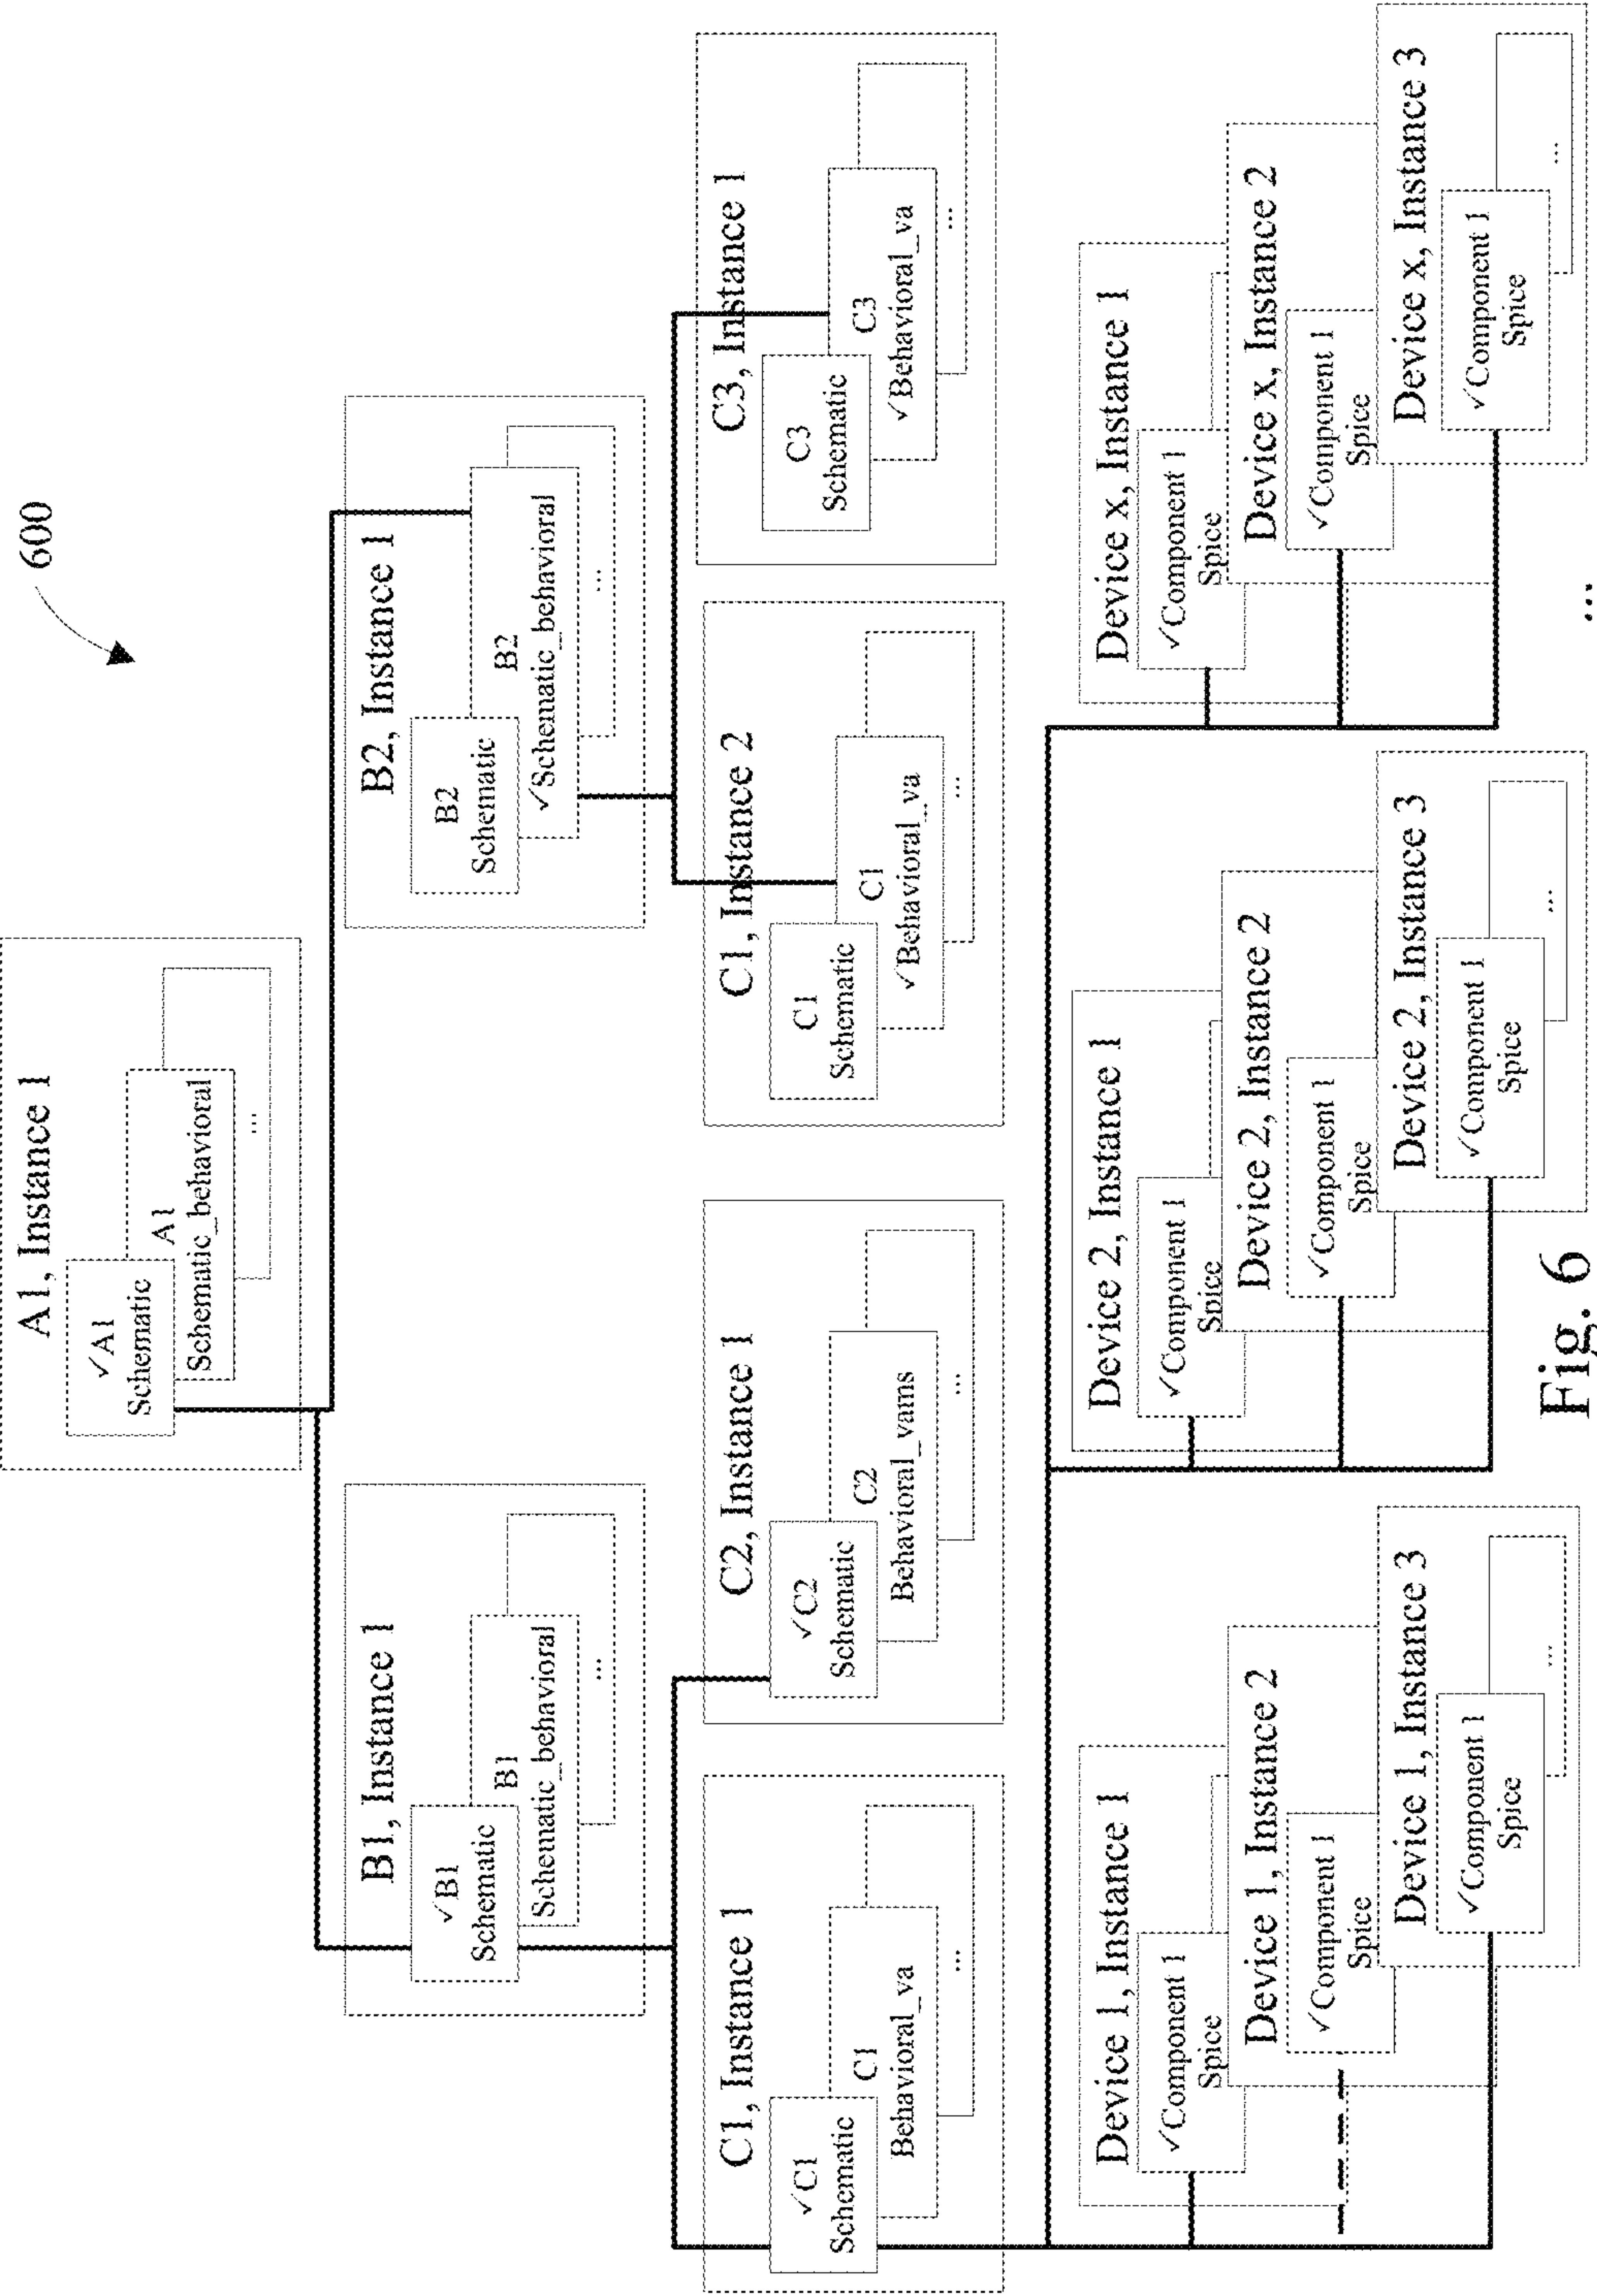 600
A1, Instance 1
✓A1
Schematic
A1
Schematic_behavioral
...
B1, Instance 1
✓B1
Schematic
B1
Schematic_behavioral
...
B2, Instance 1
B2
Schematic
B2
✓Schematic_behavioral
...
C1, Instance 1
✓C1
Schematic
C1
Behavioral_va
...
C2, Instance 1
✓C2
Schematic
C2
Behavioral_vams
...
C1, Instance 2
C1
Schematic
C1
✓Behavioral_va
...
C3, Instance 1
C3
Schematic
C3
✓Behavioral_va
...
Device 1, Instance 1
✓Component 1
Spice
Device 1, Instance 2
✓Component 1
Spice
Device 1, Instance 3
✓Component 1
Spice
...
Device 2, Instance 1
✓Component 1
Spice
Device 2, Instance 2
✓Component 1
Spice
Device 2, Instance 3
✓Component 1
Spice
...
Device x, Instance 1
✓Component 1
Spice
Device x, Instance 2
✓Component 1
Spice
Device x, Instance 3
✓Component 1
Spice
...
...
Fig. 6